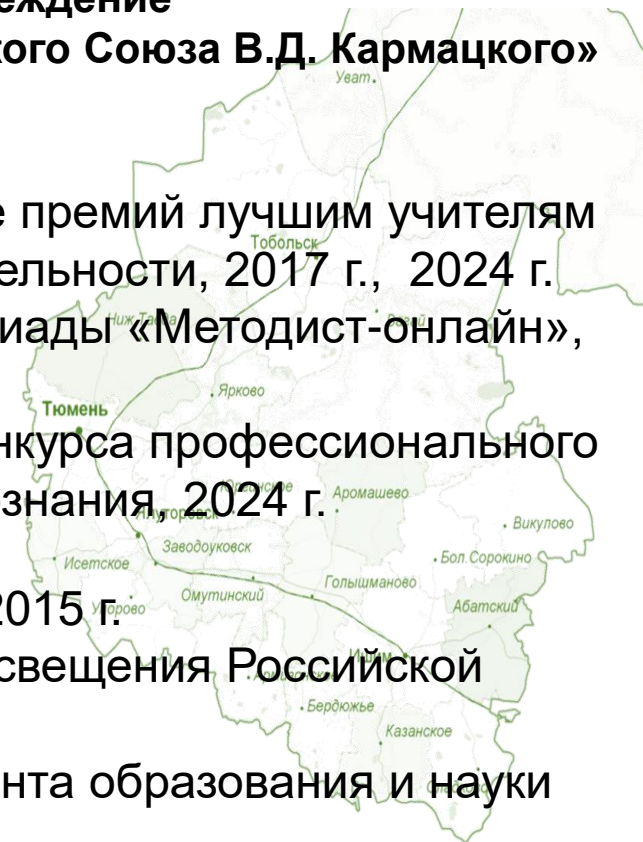 еждение
кого Союза В.Д. Кармацкого»
Уват
е премий лучшим учителям
Тобольск
ельности, 2017 г., 2024 г.
иады «Методист-онлайн»,
Ярково
Тюмень
нкурса профессионального
знания, 2024 г.
Аромашево
Викулово
Заводоуковск
Бол.Сорокино
Исетское
Голышманово
Омутинский
Абатский
2015 г.
свещения Российской
Бердюжье
Казанское
нта образования и науки